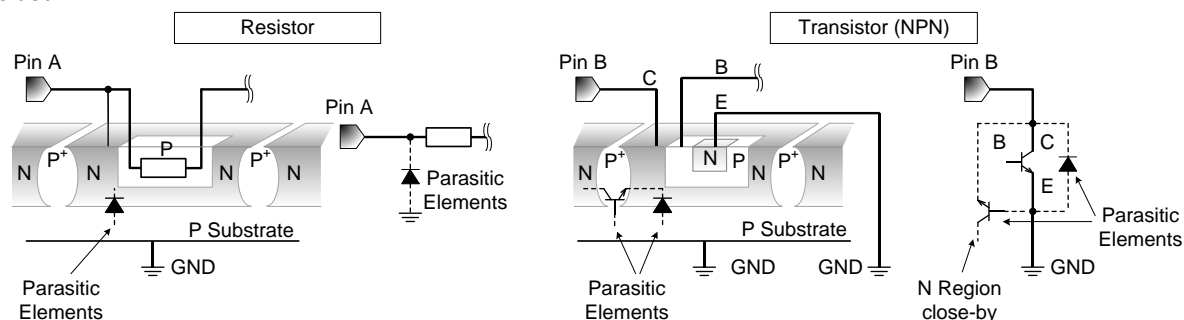 Resistor
Transistor (NPN)
Pin A
Pin A
P
N
P+
N
P+
N
Parasitic
Elements
P Substrate
GND
Parasitic
Elements
Pin B
C
B
E
N
P+
N
N
P
P+
N
N
P Substrate
GND
GND
Parasitic
Elements
Pin B
B
C
E
Parasitic
Elements
GND
N Region
close-by